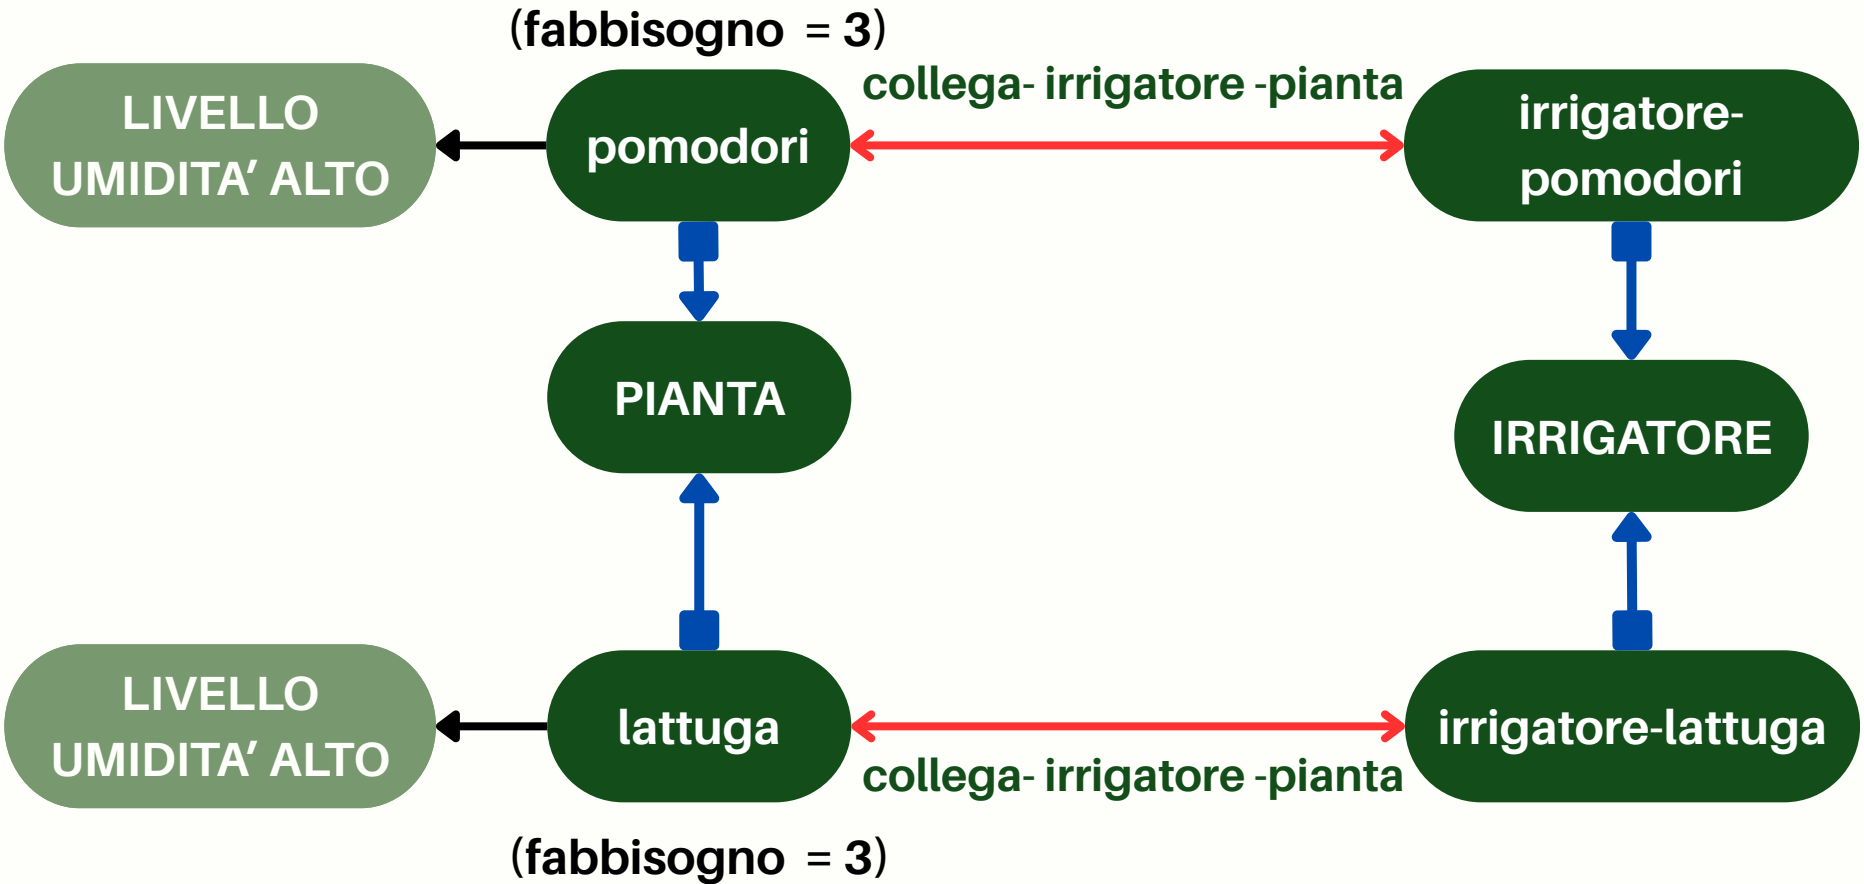 (fabbisogno = 3)
LIVELLO
UMIDITA’ ALTO
pomodori
collega- irrigatore -pianta
irrigatore-
pomodori
PIANTA
IRRIGATORE
LIVELLO
UMIDITA’ ALTO
lattuga
collega- irrigatore -pianta
irrigatore-lattuga
(fabbisogno = 3)